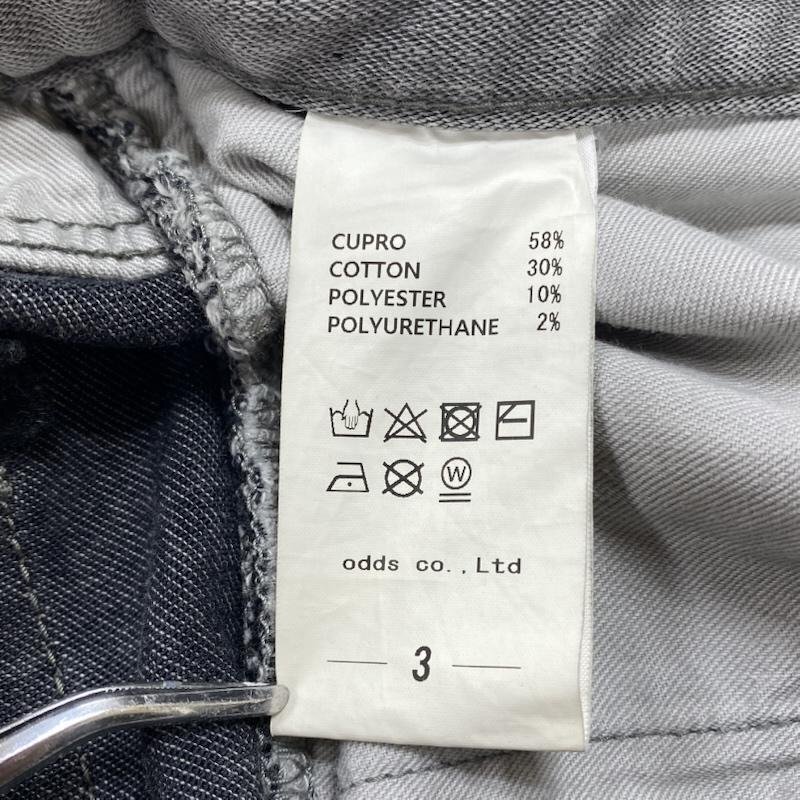 CUPRO 58%
COTTON 30%
POLYESTER 10%
POLYURETHANE 2%
W
odds co.,Ltd
3